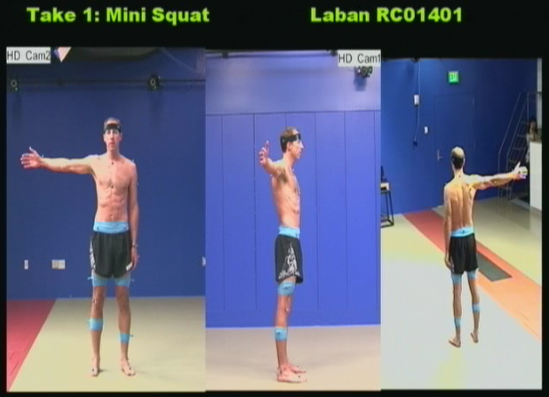 Take 1: Mini Squat
Laban RC01401
HD Cam2
HD Cam1